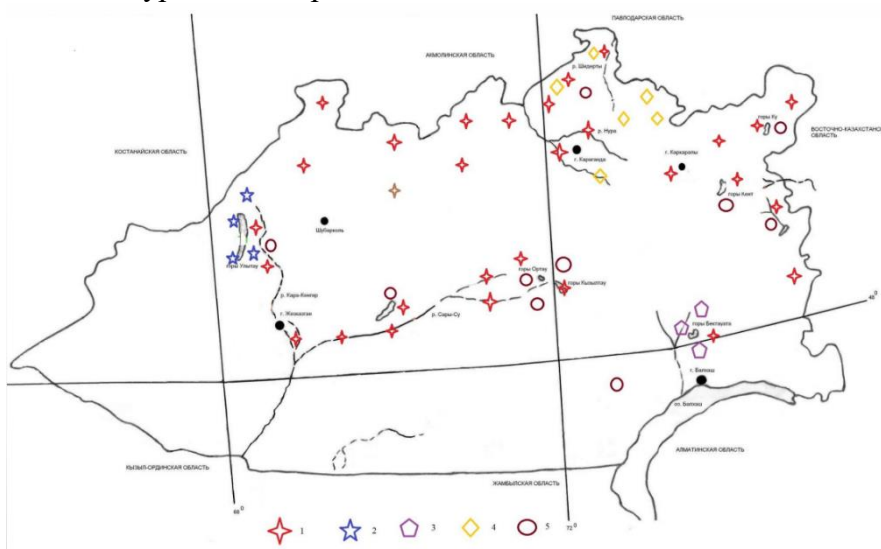 ПАВЛОДАРСКАЯ ОБЛАСТЬ
АКМОЛИНСКАЯ ОБЛАСТЬ
р. Шидерты
горы Ку
ВОСТОЧНО-КАЗАХСТАНСКАЯ
ОБЛАСТЬ
КОСТАНАЙСКАЯ ОБЛАСТЬ
р. Нура
г. Караганда
г. Каркаралы
горы Кент
Шубарколь
горы Улытау
горы Ортау
горы Кызылтау
р. Кара-Кенгир
48⁰
г. Жезказган
р. Сары-Су
горы Бектауата
г. Балхаш
оз. Балхаш
АЛМАТИНСКАЯ ОБЛАСТЬ
КЫЗЫЛ-ОРДИНСКАЯ ОБЛАСТЬ
ЖАМБЫЛСКАЯ ОБЛАСТЬ
72⁰
1 2 3 4 5